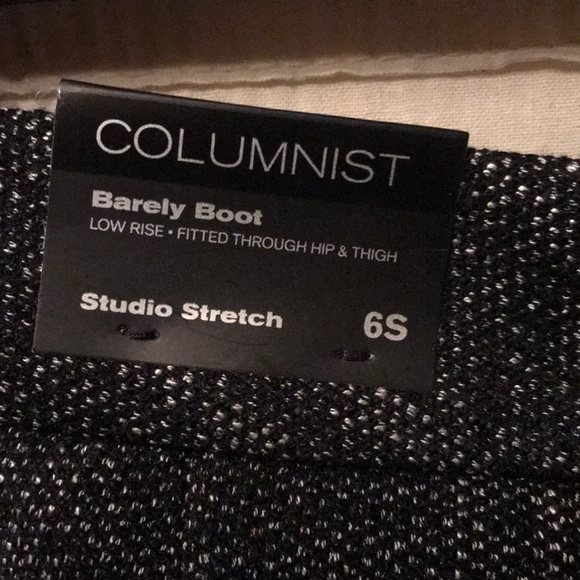 COLUMNIST
Barely Boot
LOW RISE • FITTED THROUGH HIP & THIGH
Studio Stretch 6S